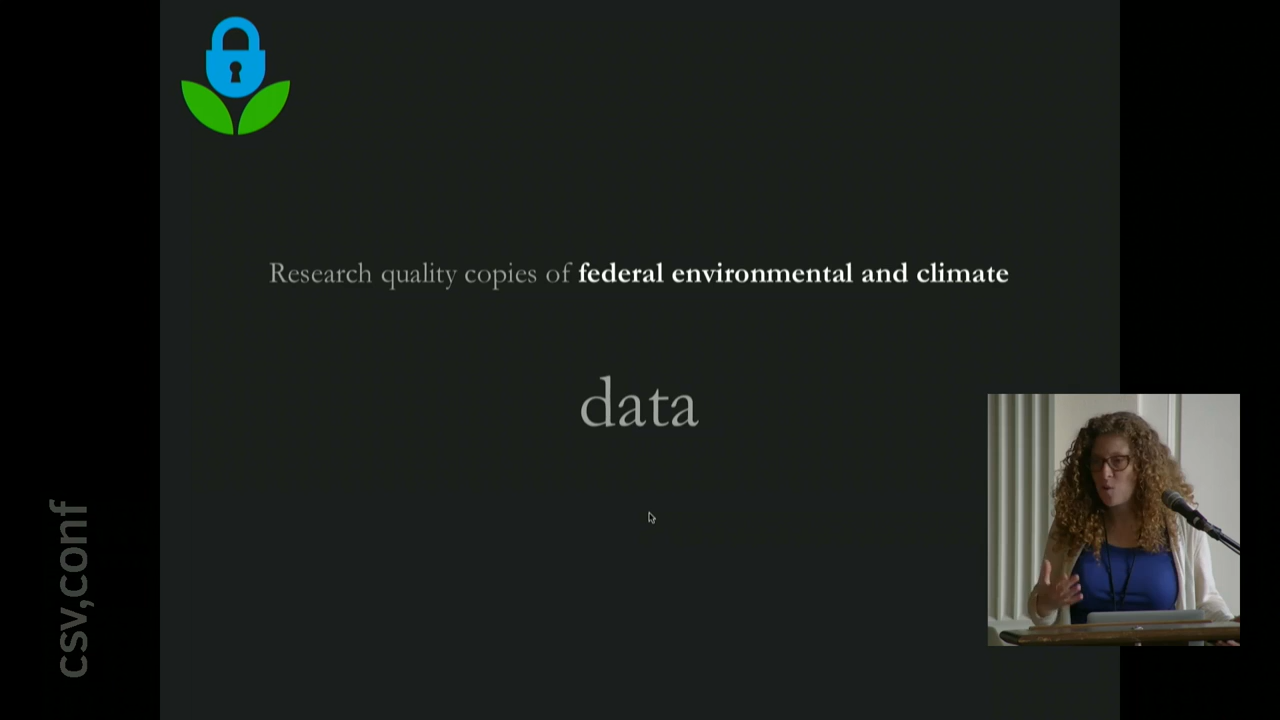 Research quality copies of federal environmental and climate
data
csv,conf